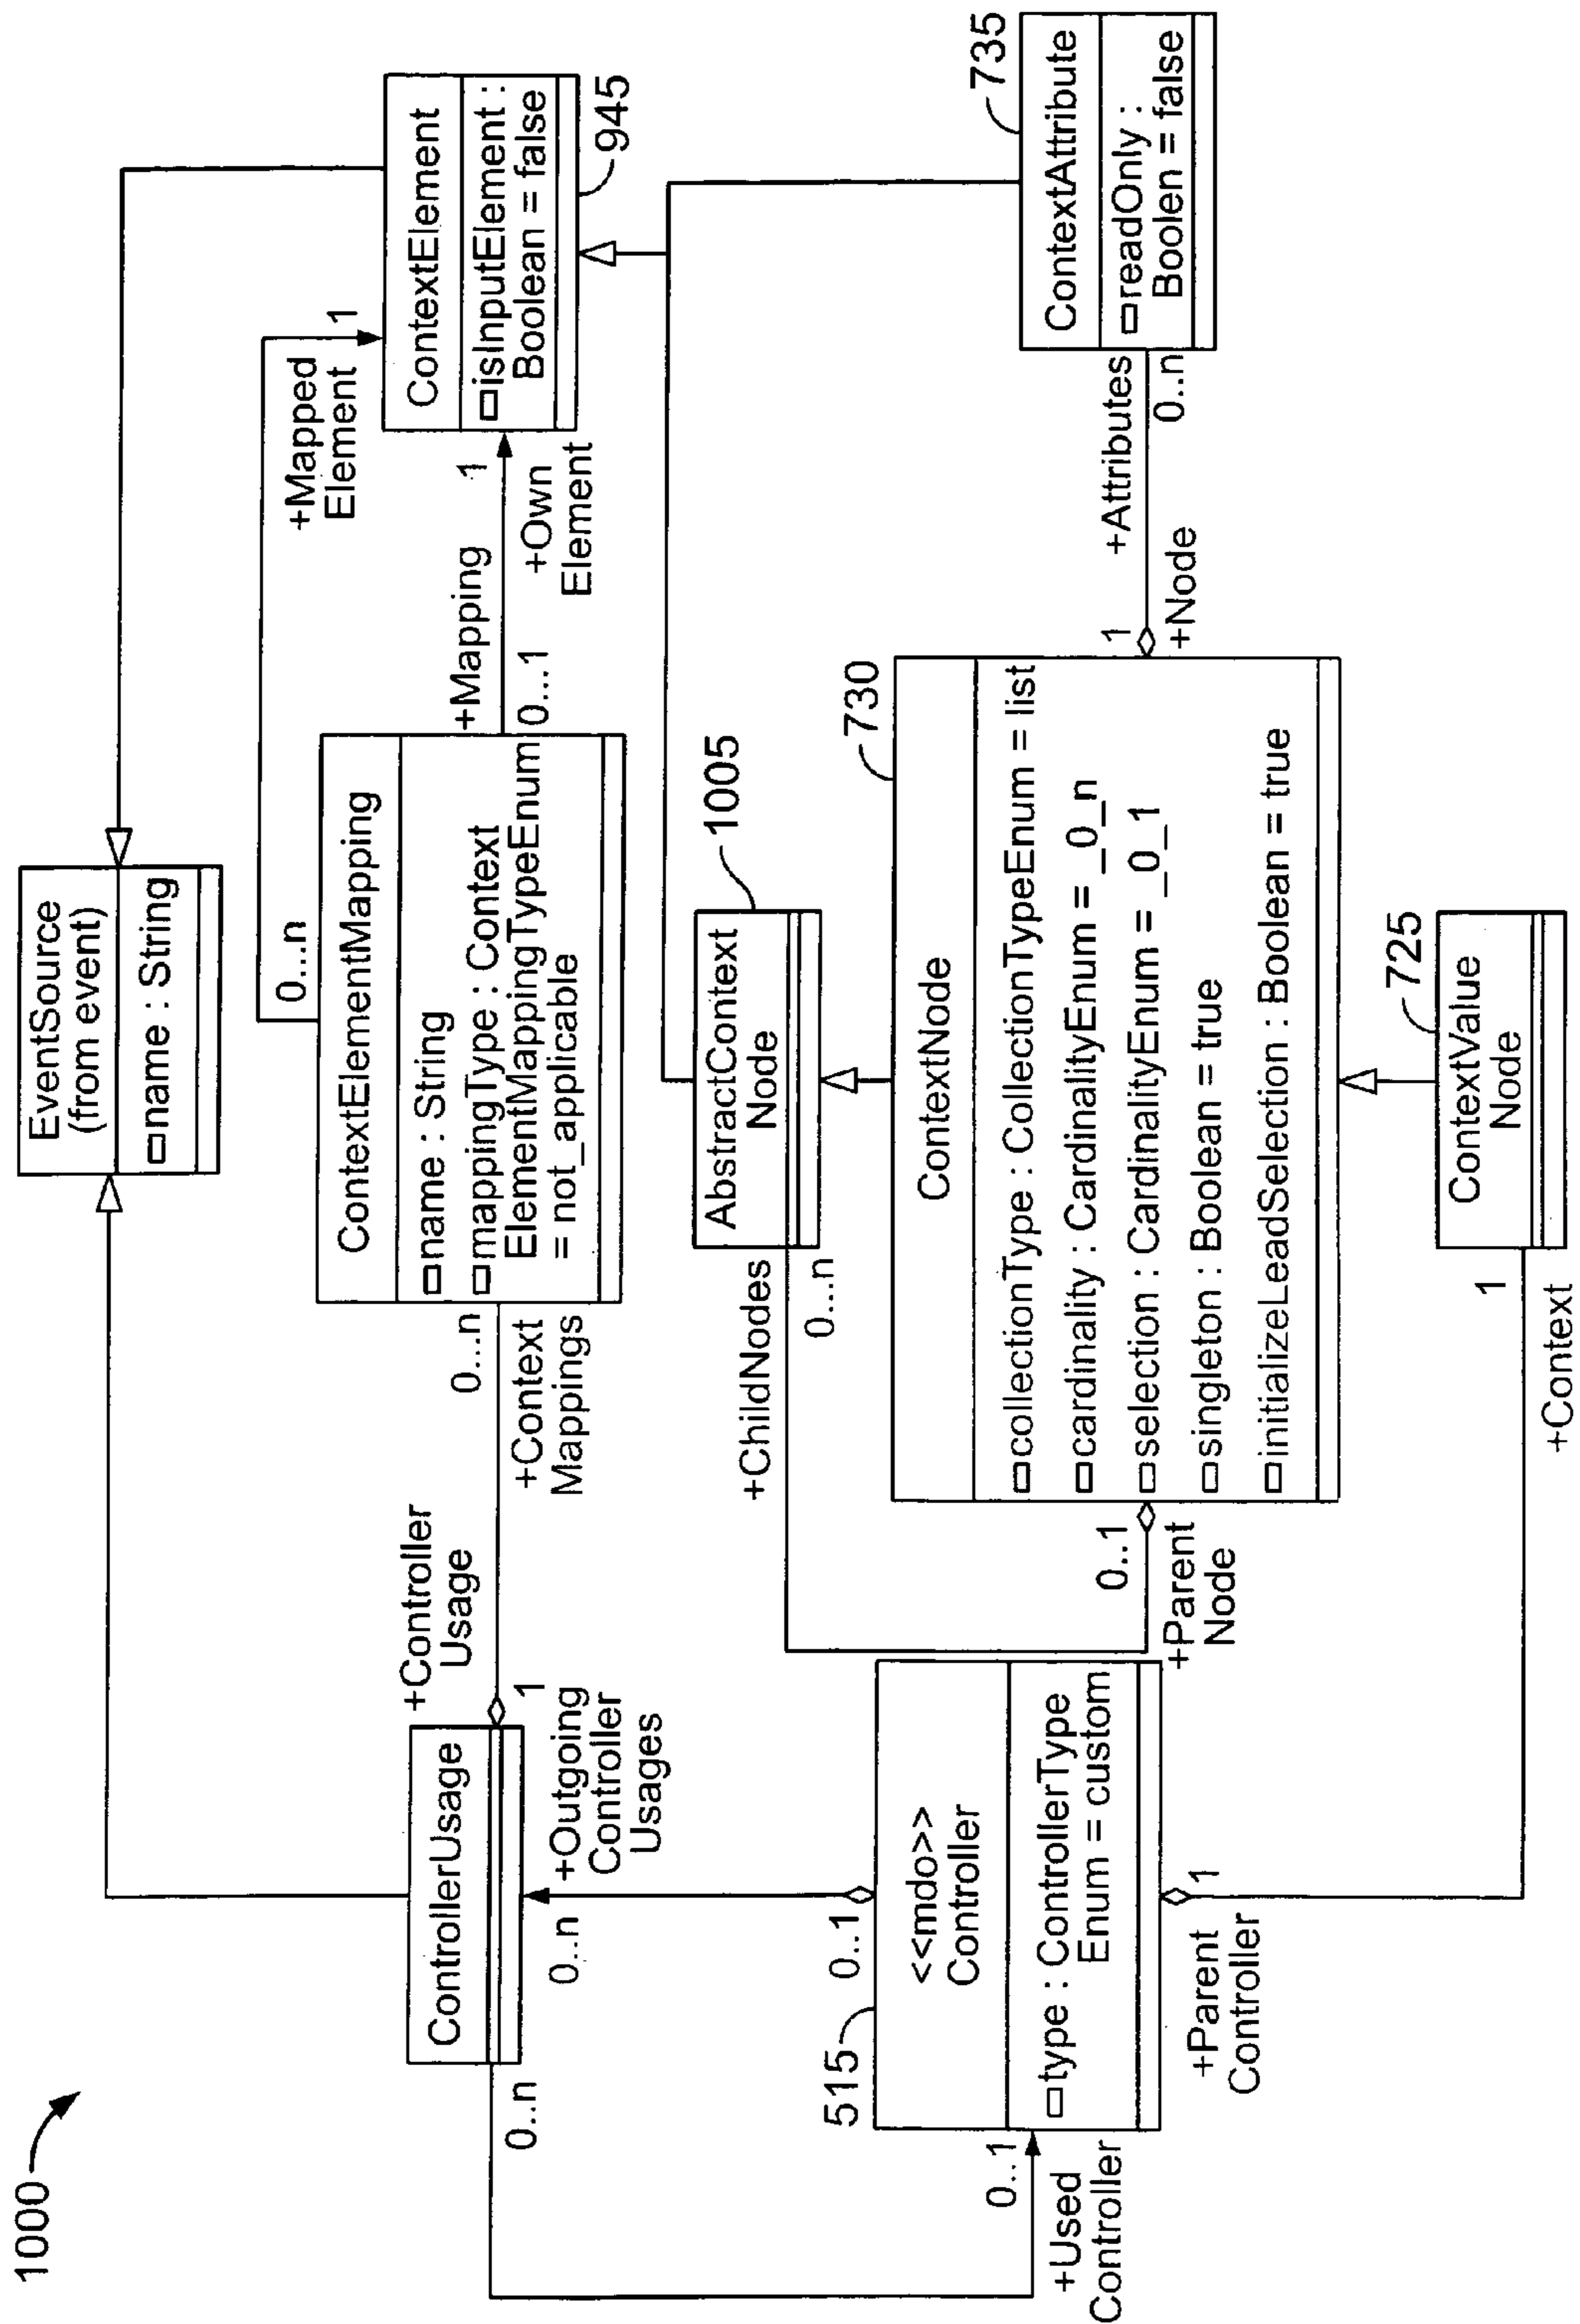 1000
EventSource
(from event)
name : String
ControllerUsage
+Controller
Usage
1
0...n
+Context
Mappings
ContextElementMapping
name : String
mappingType : Context
ElementMappingTypeEnum
= not_applicable
0...n
+Mapped
Element
1
+Mapping
0...1
1
+Own
Element
ContextElement
isInputElement :
Boolean = false
945
0..n
0..n
+Outgoing
Controller
Usages
+ChildNodes
0...n
AbstractContext
Node
1005
515
0..1
<<mdo>>
Controller
type : ControllerType
Enum = custom
0..1
+Used
Controller
1
+Parent
Controller
0..1
+Parent
Node
ContextNode
730
collectionType : CollectionTypeEnum = list
cardinality : CardinalityEnum = _0_n
selection : CardinalityEnum = _0_1
singleton : Boolean = true
initializeLeadSelection : Boolean = true
1
+Node
+Attributes
0..n
ContextAttribute
735
readOnly :
Boolen = false
1
+Context
ContextValue
Node
725